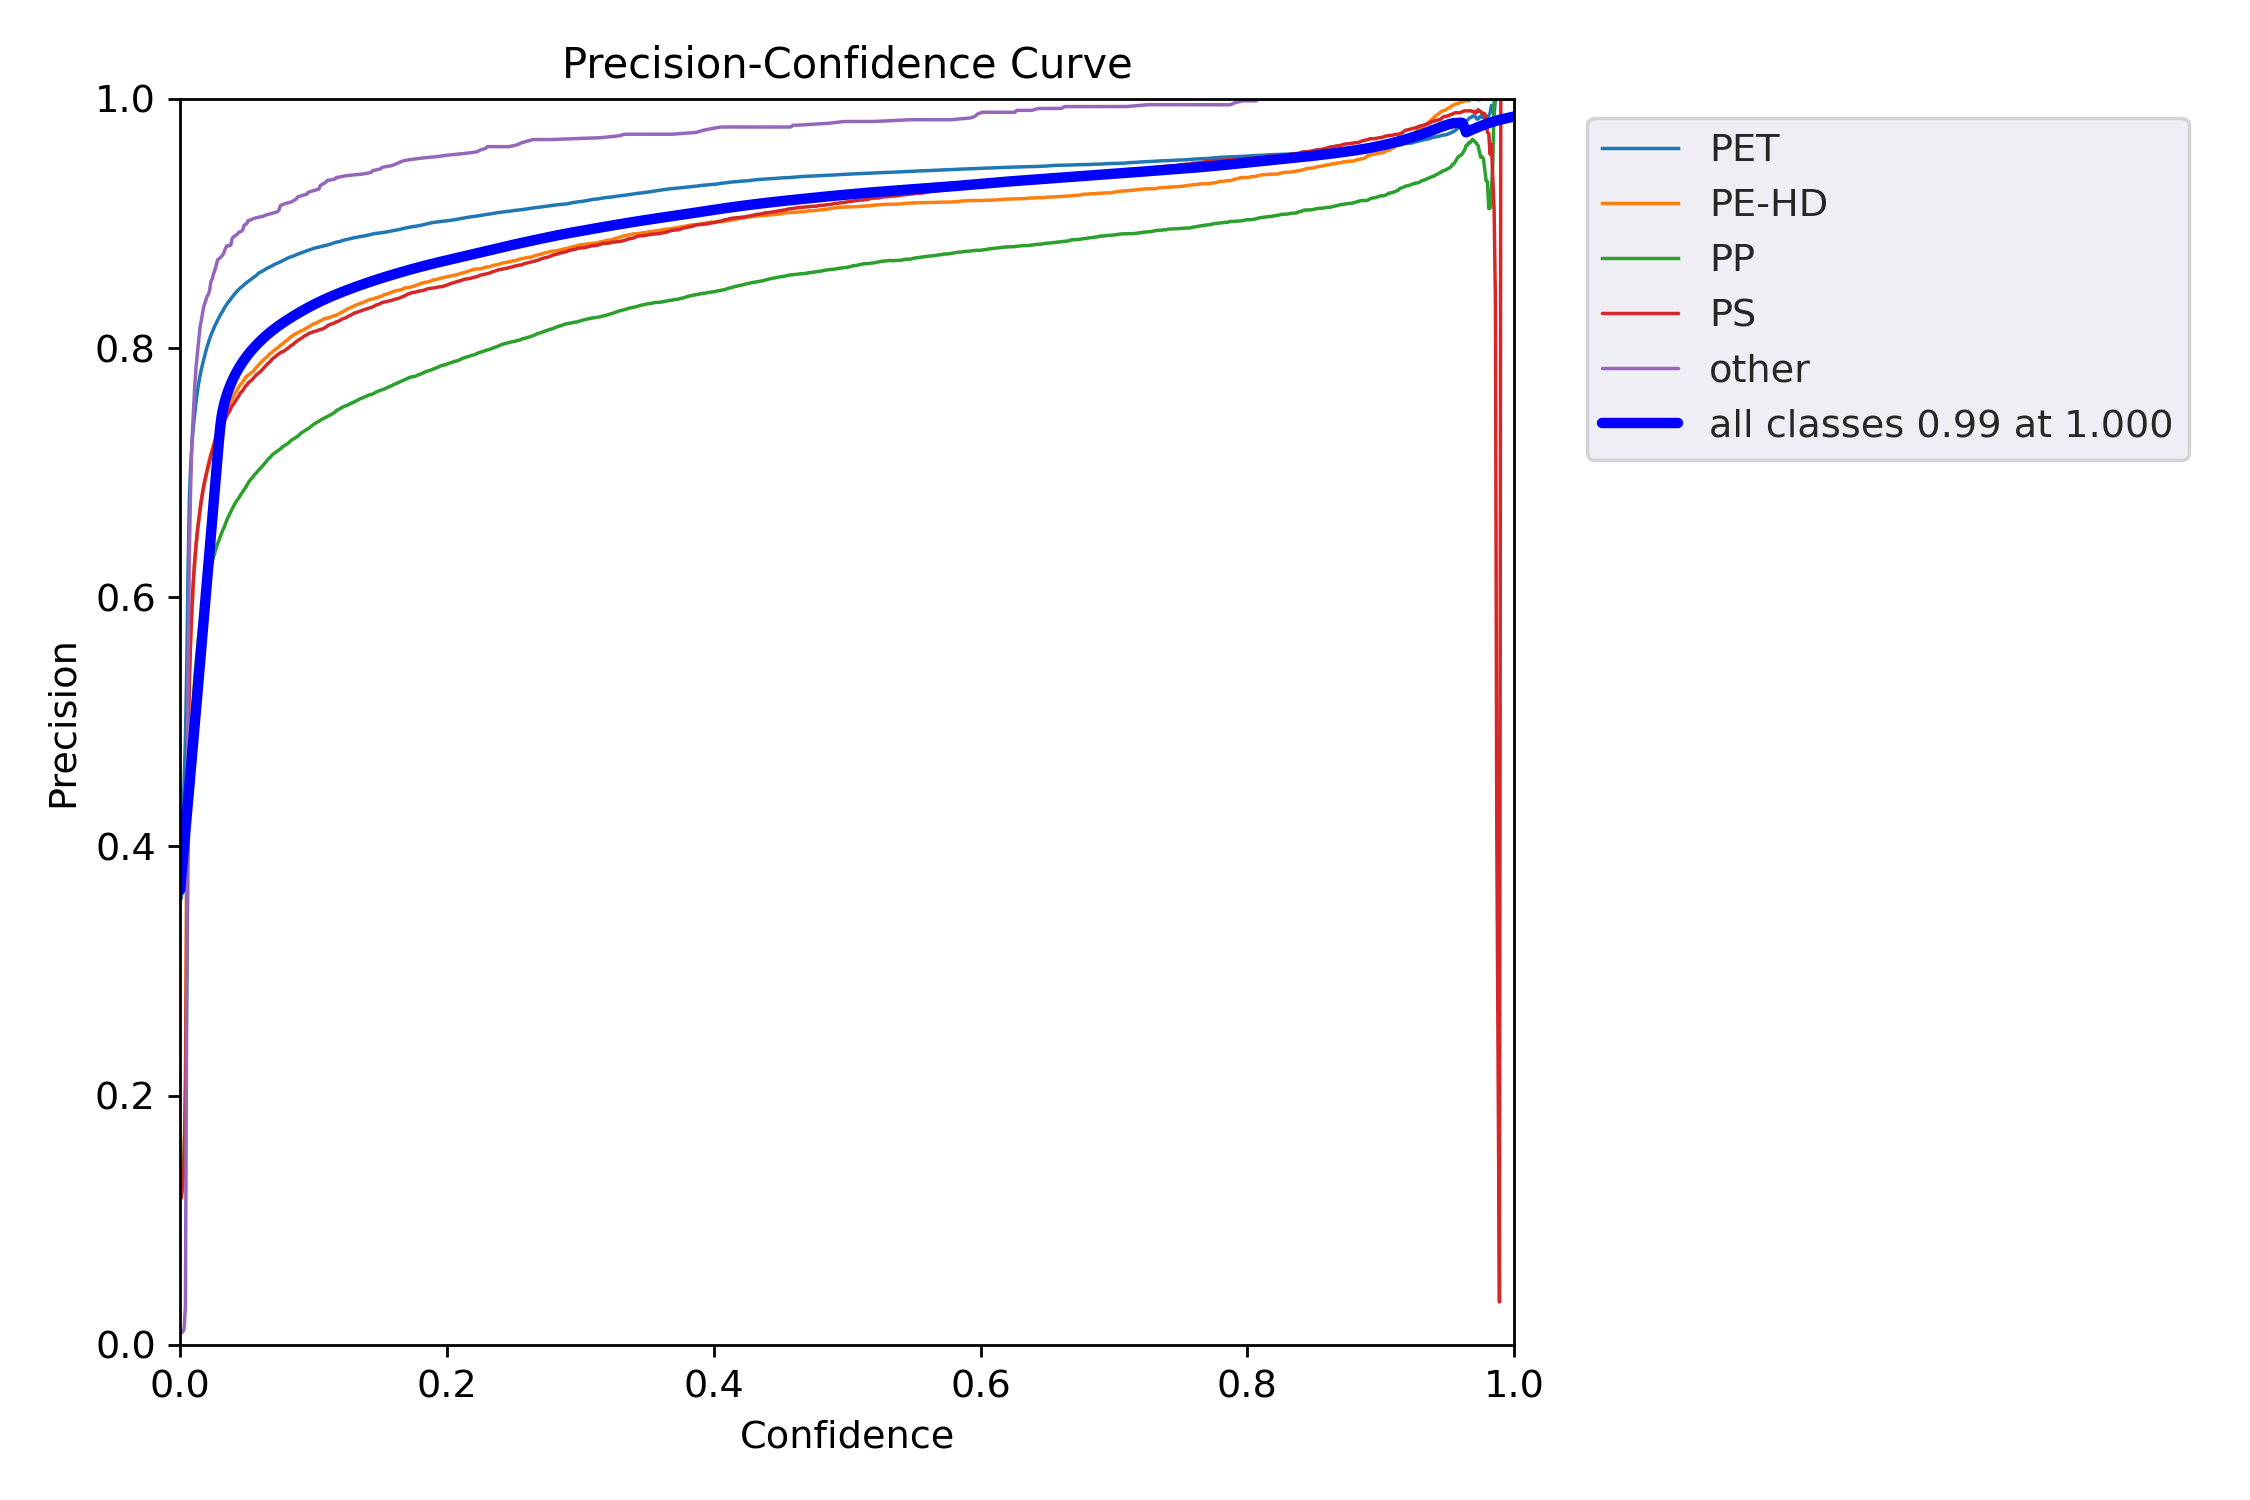 Precision-Confidence Curve
1.0
0.8
0.6
0.4
0.2
0.0
Precision
0.0 0.2 0.4 0.6 0.8 1.0
Confidence
PET
PE-HD
PP
PS
other
all classes 0.99 at 1.000